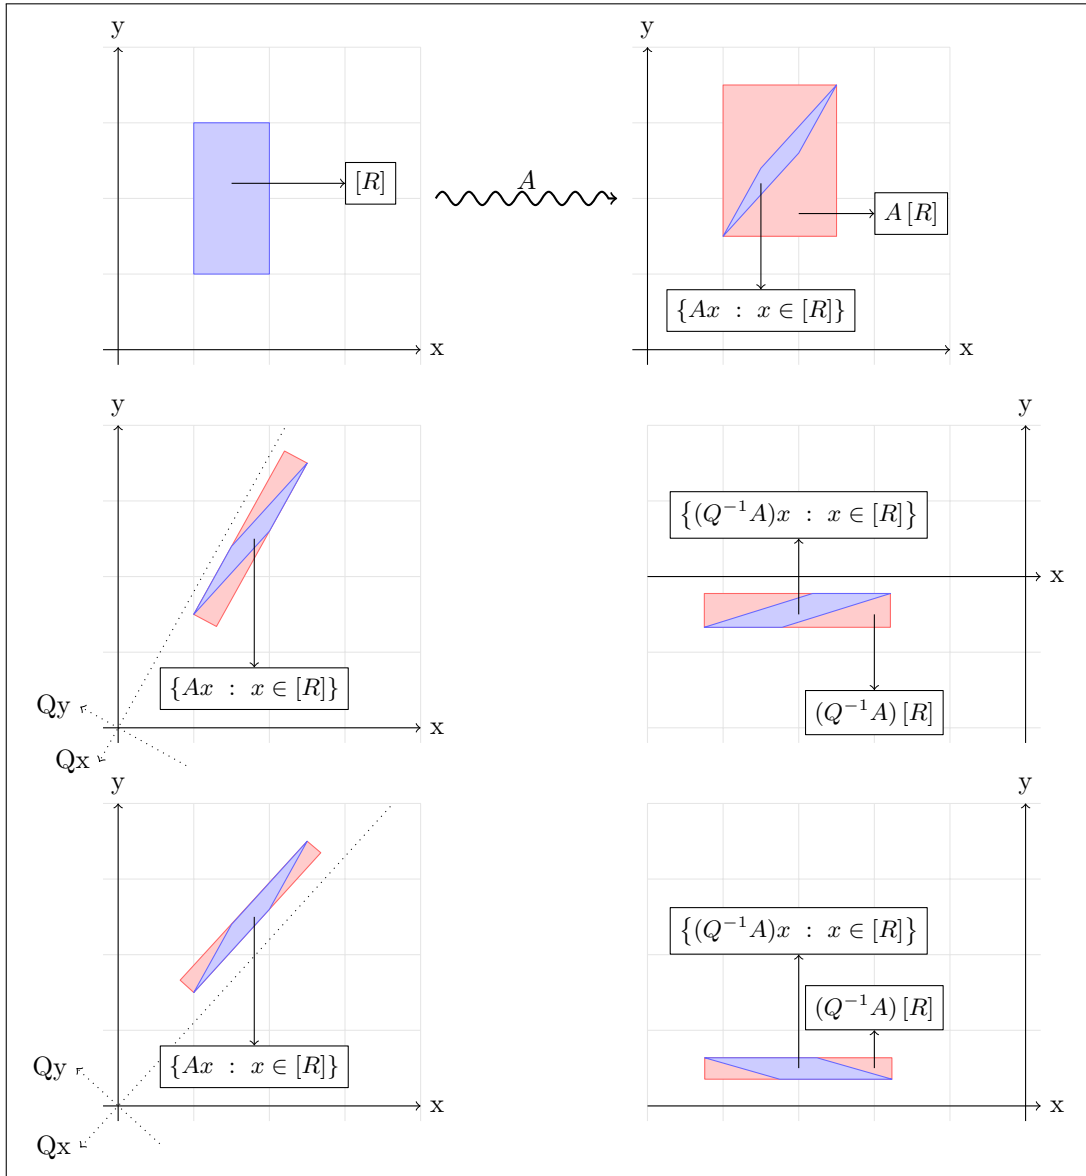 y
y
[R]
A
A [R]
{Ax : x ∈ [R]}
x
x
y
y
{(Q⁻¹A)x : x ∈ [R]}
x
{Ax : x ∈ [R]}
Qy
(Q⁻¹A) [R]
x
Qx
y
y
{(Q⁻¹A)x : x ∈ [R]}
(Q⁻¹A) [R]
{Ax : x ∈ [R]}
Qy
x
x
Qx